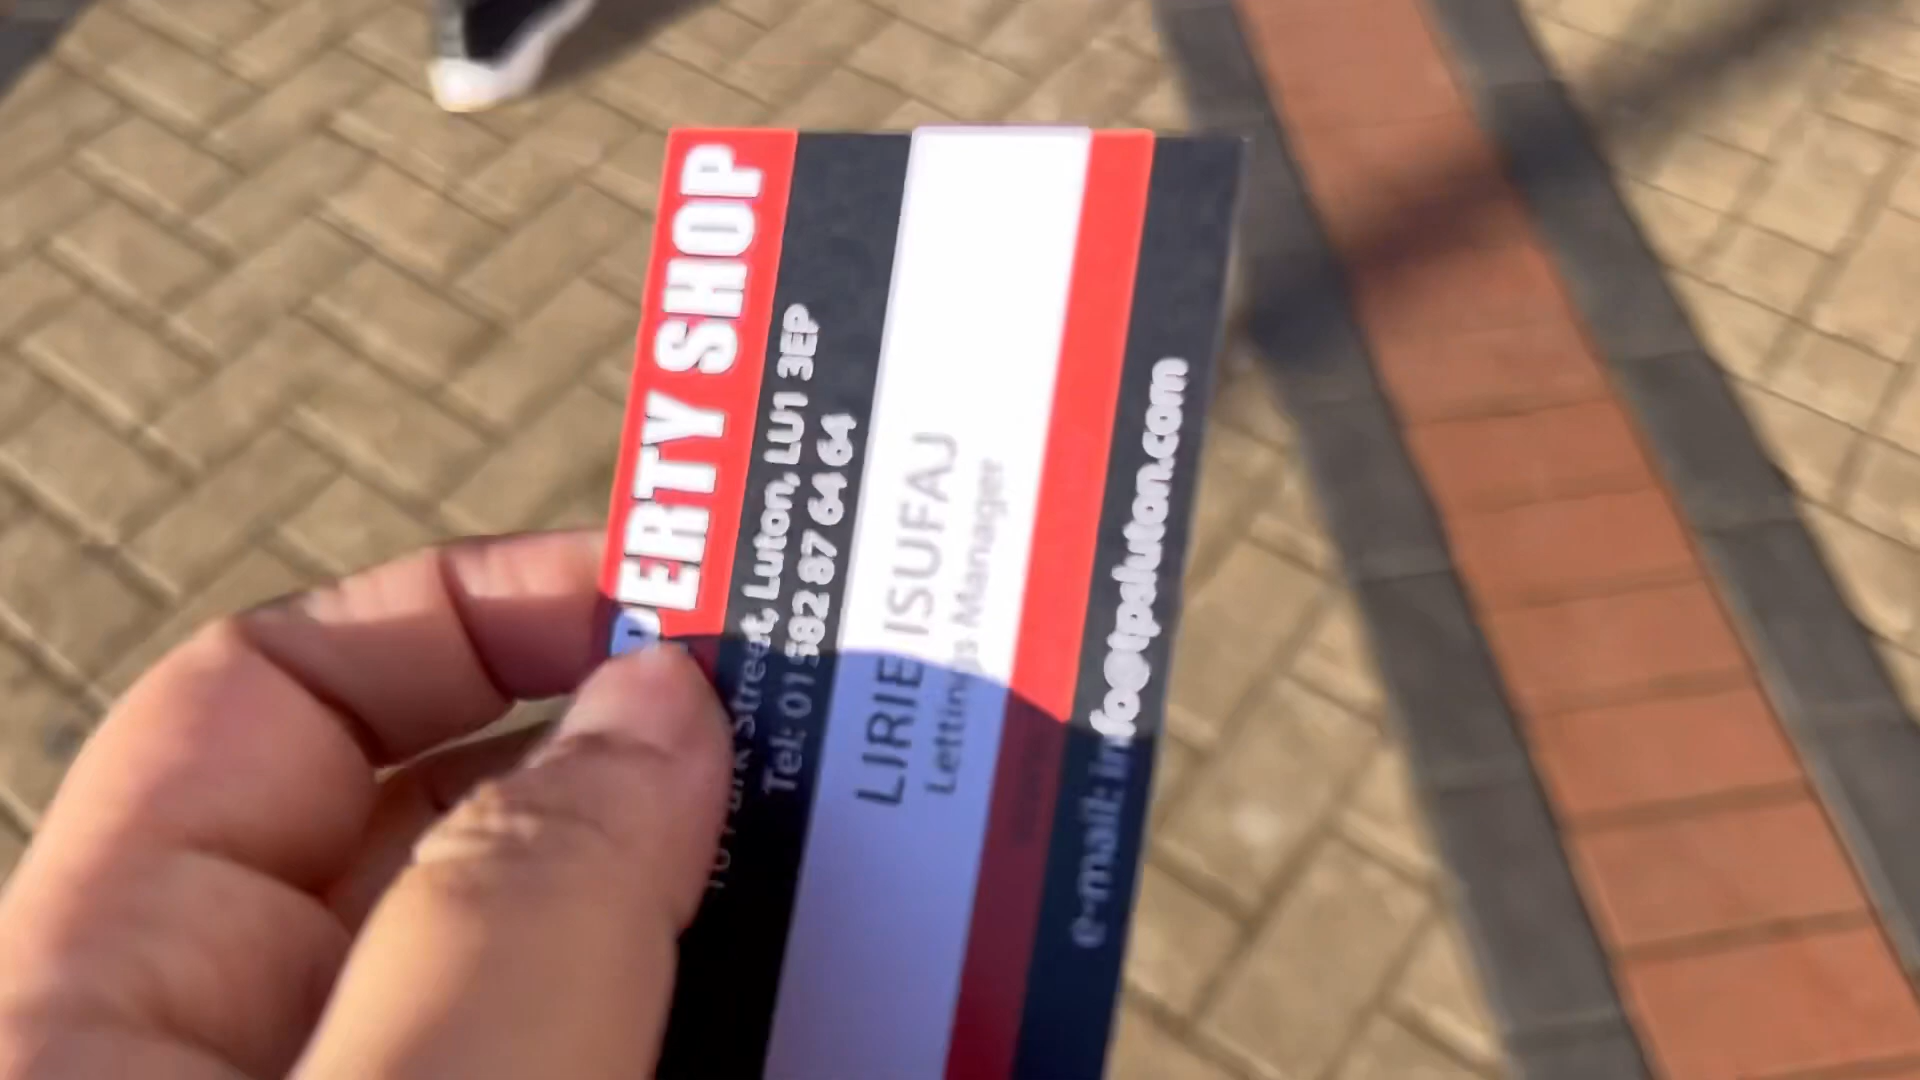 PERTY SHOP
Street, Luton, LU1 3EP
Tel: 01 582 87 64 64
LIRIE ISUFAJ
Lettings Manager
e-mail: info@tpsluton.com